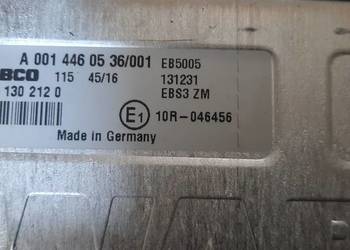 A 001 446 05 36/001 EB5005
BCO 115 45/16 131231
130 212 0 EBS3 ZM
E1 10R-046456
Made in Germany